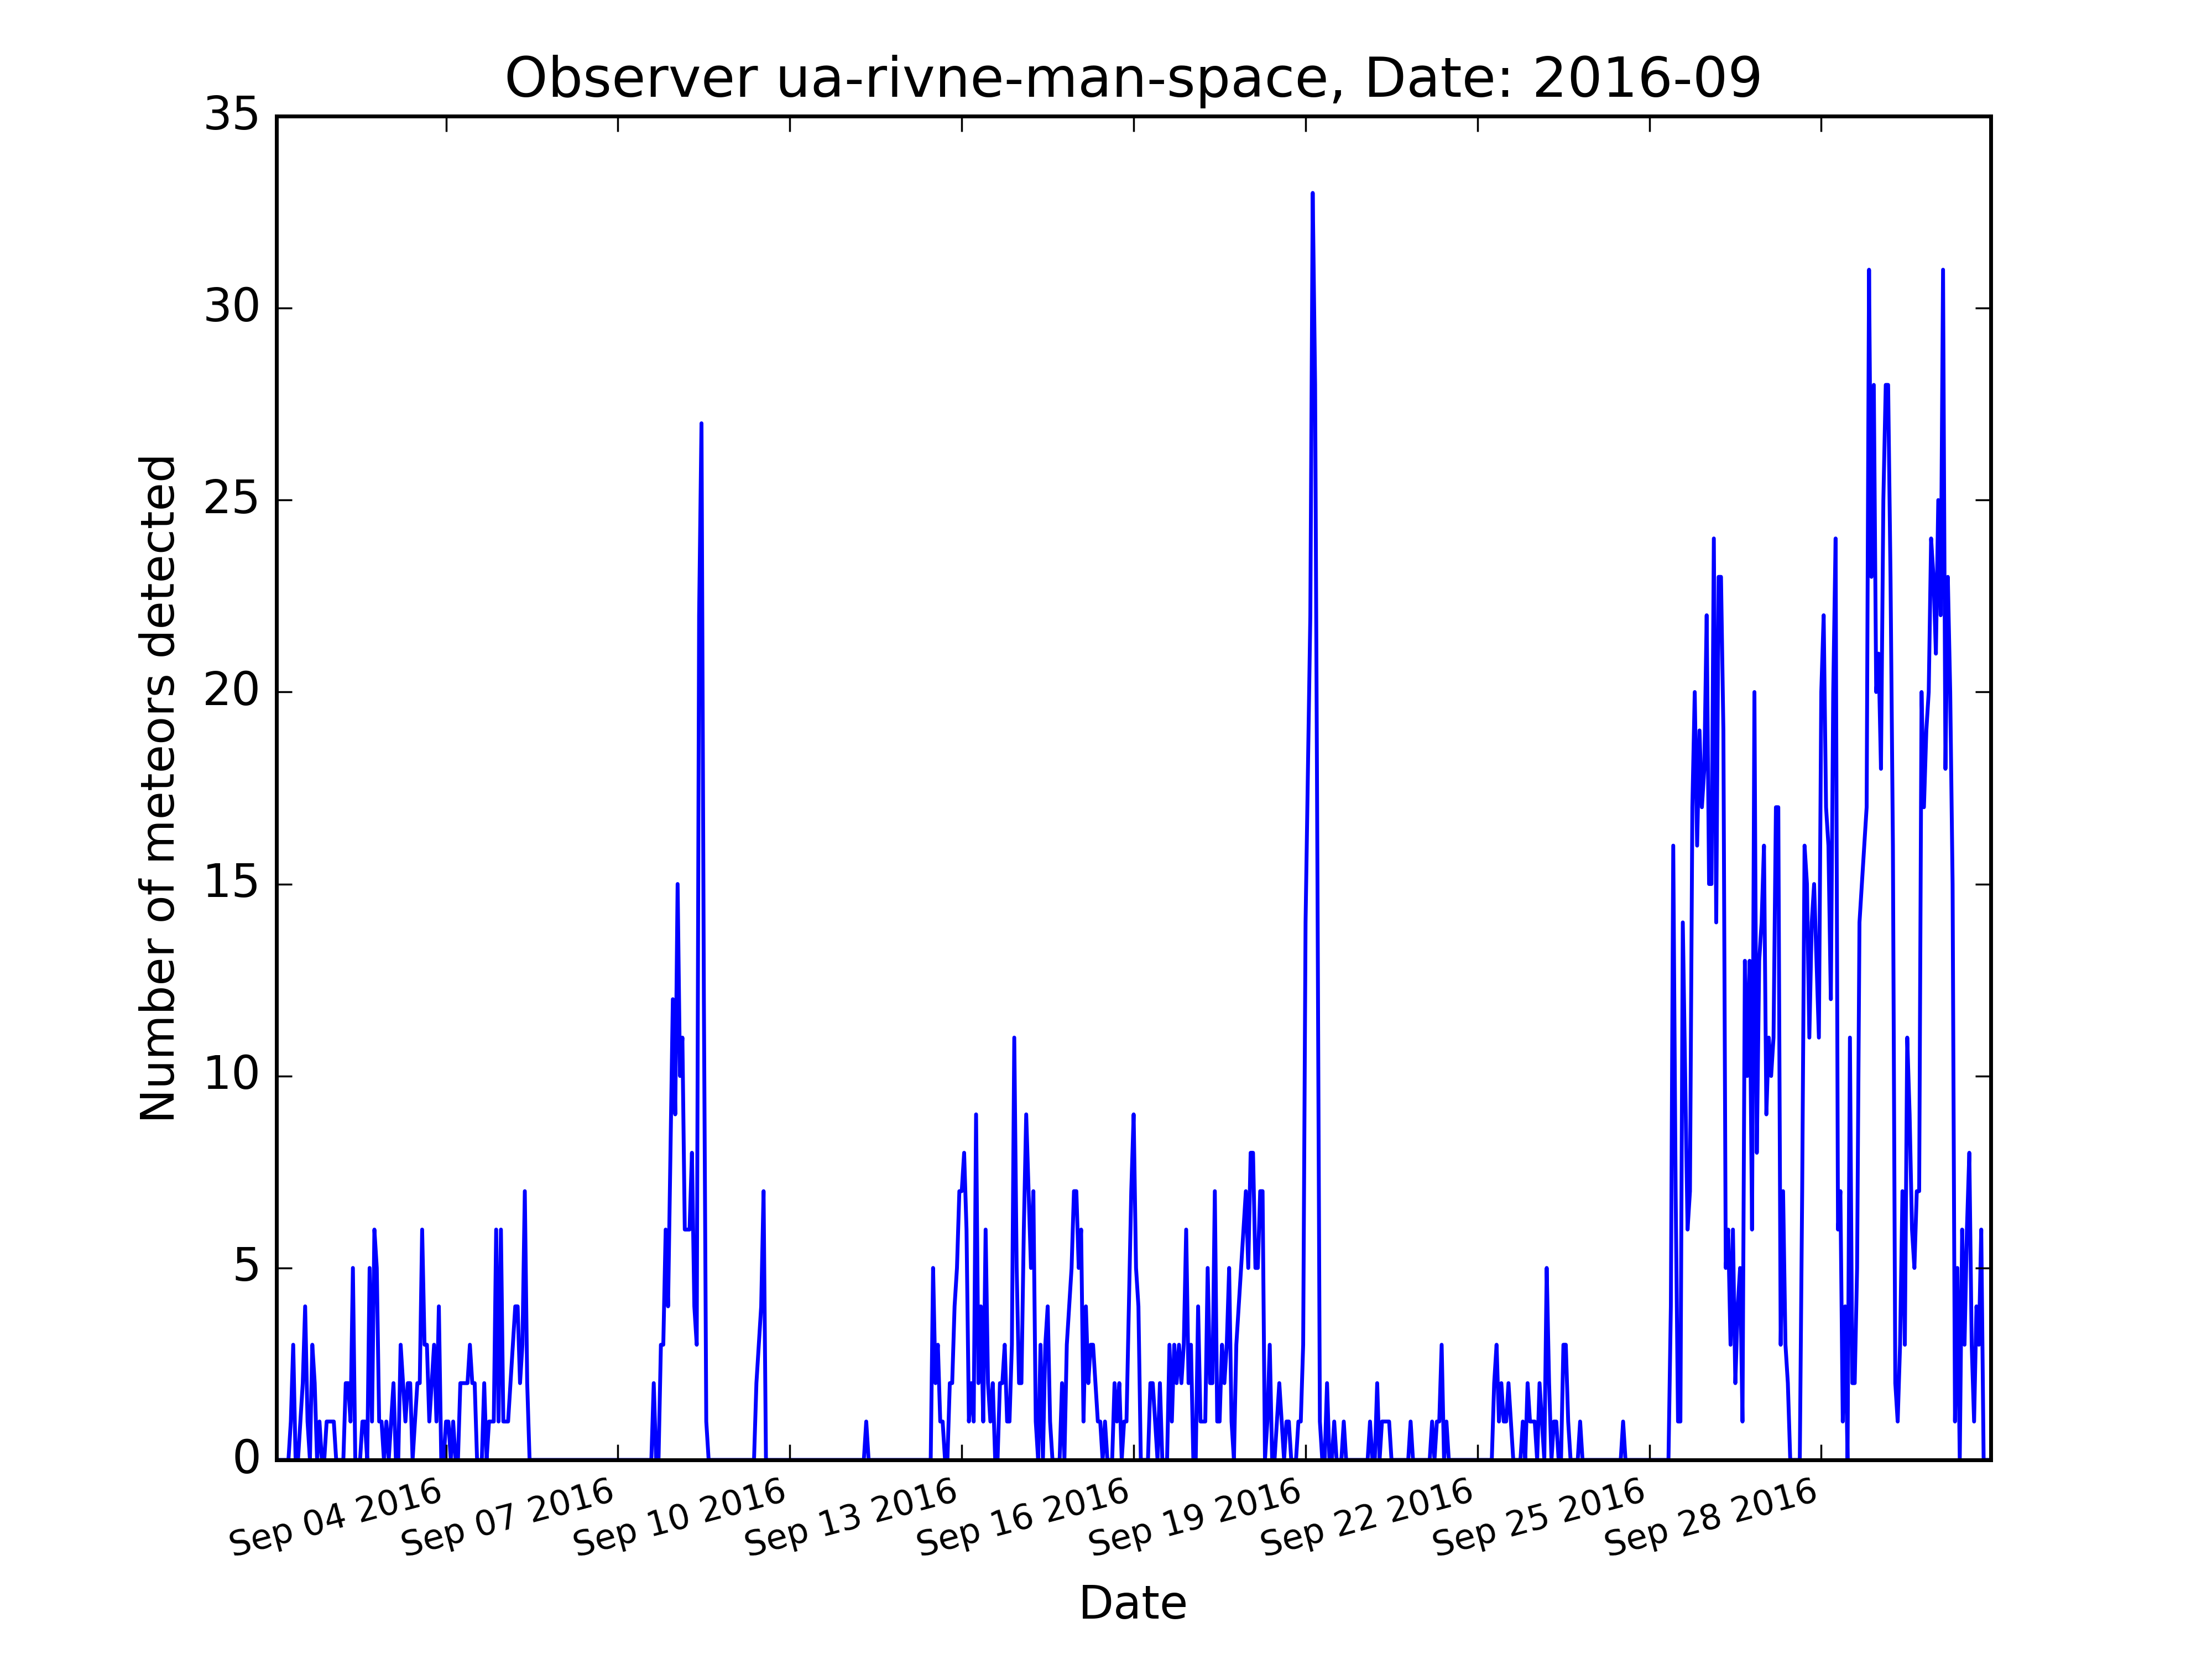 Observer ua-rivne-man-space, Date: 2016-09
35
30
25
20
15
10
5
0
Number of meteors detected
Sep 04 2016
Sep 07 2016
Sep 10 2016
Sep 13 2016
Sep 16 2016
Sep 19 2016
Sep 22 2016
Sep 25 2016
Sep 28 2016
Date